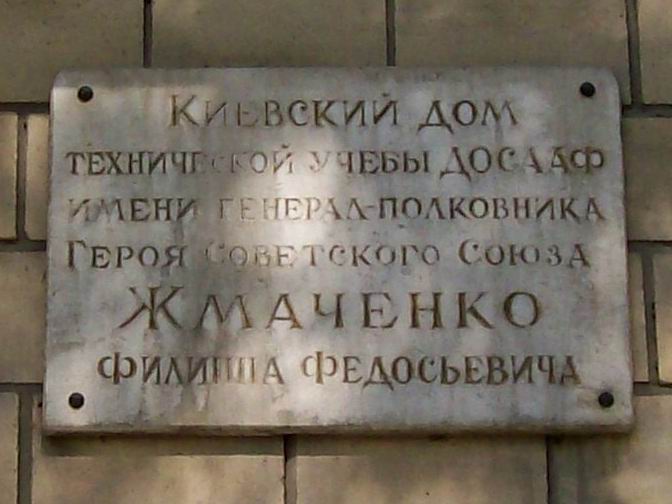 Киевский дом
технической учебы ДОСААФ
имени генерал-полковника
Героя Советского Союза
Жмаченко
Филиппа Федосьевича